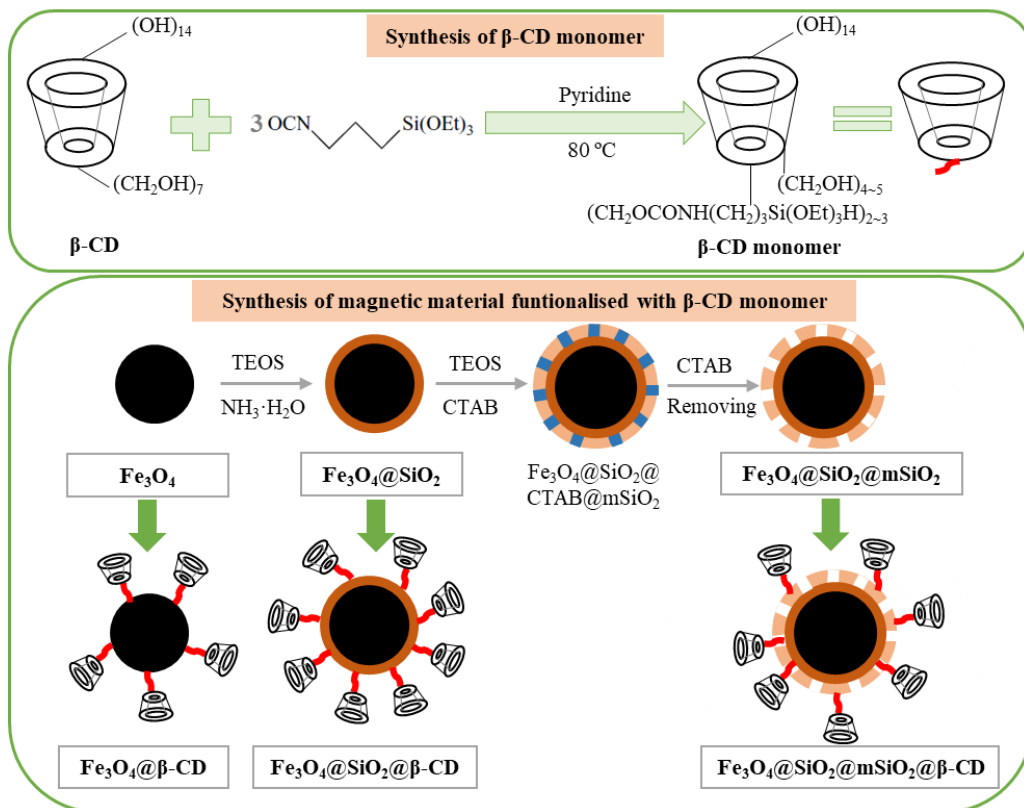 Synthesis of β-CD monomer
(OH)14
(CH2OH)7
β-CD
3 OCN
Si(OEt)3
Pyridine
80 ºC
(OH)14
(CH2OH)4~5
(CH2OCONH(CH2)3Si(OEt)3H)2~3
β-CD monomer
Synthesis of magnetic material funtionalised with β-CD monomer
TEOS
NH3·H2O
TEOS
CTAB
CTAB
Removing
Fe3O4
Fe3O4@SiO2
Fe3O4@SiO2@
CTAB@mSiO2
Fe3O4@SiO2@mSiO2
Fe3O4@β-CD
Fe3O4@SiO2@β-CD
Fe3O4@SiO2@mSiO2@β-CD